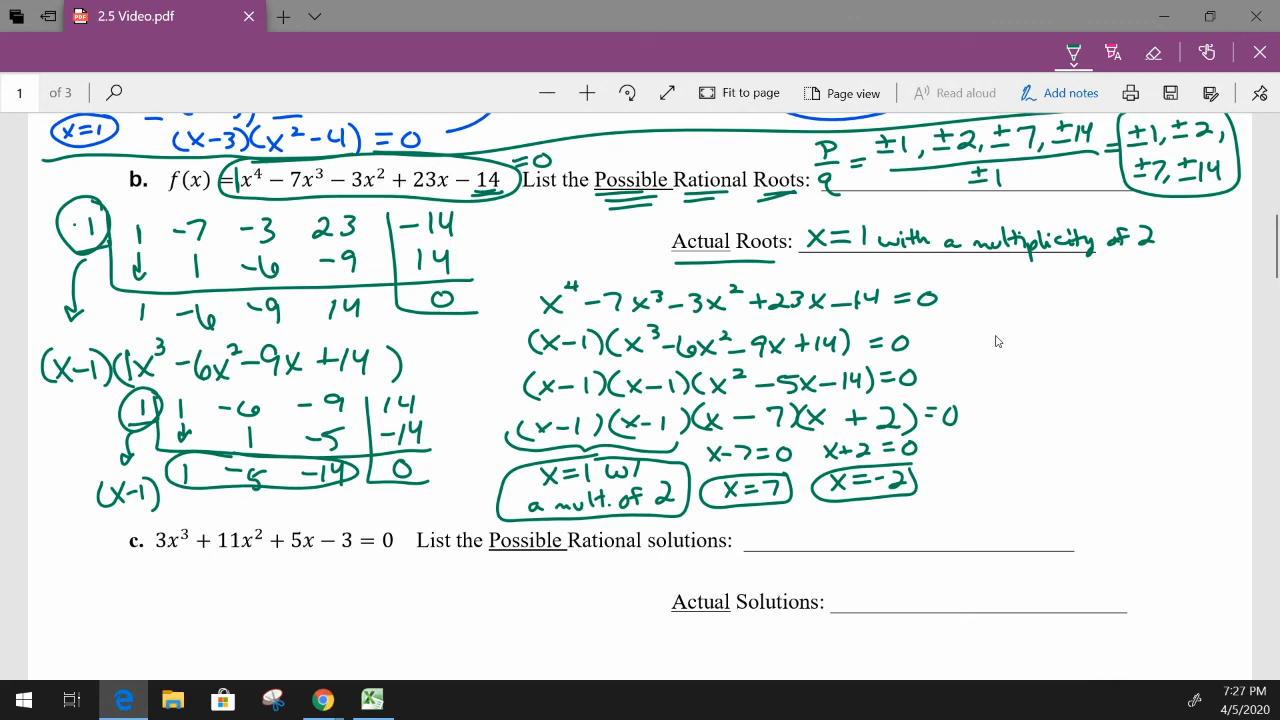 2.5 Video.pdf
1 of 3
Fit to page
Page view
Read aloud
Add notes
x=1
(x-3)(x² -4) = 0
b. f(x) = 1x⁴ − 7x³ − 3x² + 23x − 14 = 0 List the Possible Rational Roots: p/q = ±1, ±2, ±7, ±14 / ±1 = ±1, ±2, ±7, ±14
Actual Roots: x=1 with a multiplicity of 2
1 | 1 -7 -3 23 | -14
1 -6 -9 | 14
1 -6 -9 14 | 0
(x-1)(1x³ -6x² -9x +14)
1 | 1 -6 -9 | 14
1 -5 | -14
1 -5 -14 | 0
(x-1)
x⁴ -7x³ -3x² +23x -14 = 0
(x-1)(x³ -6x² -9x +14) = 0
(x-1)(x-1)(x² -5x-14)=0
(x-1)(x-1)(x - 7)(x + 2)=0
x-7=0 x+2=0
x=1 w/ a mult. of 2
x=7 x=-2
c. 3x³ + 11x² + 5x − 3 = 0 List the Possible Rational solutions:
Actual Solutions:
7:27 PM
4/5/2020